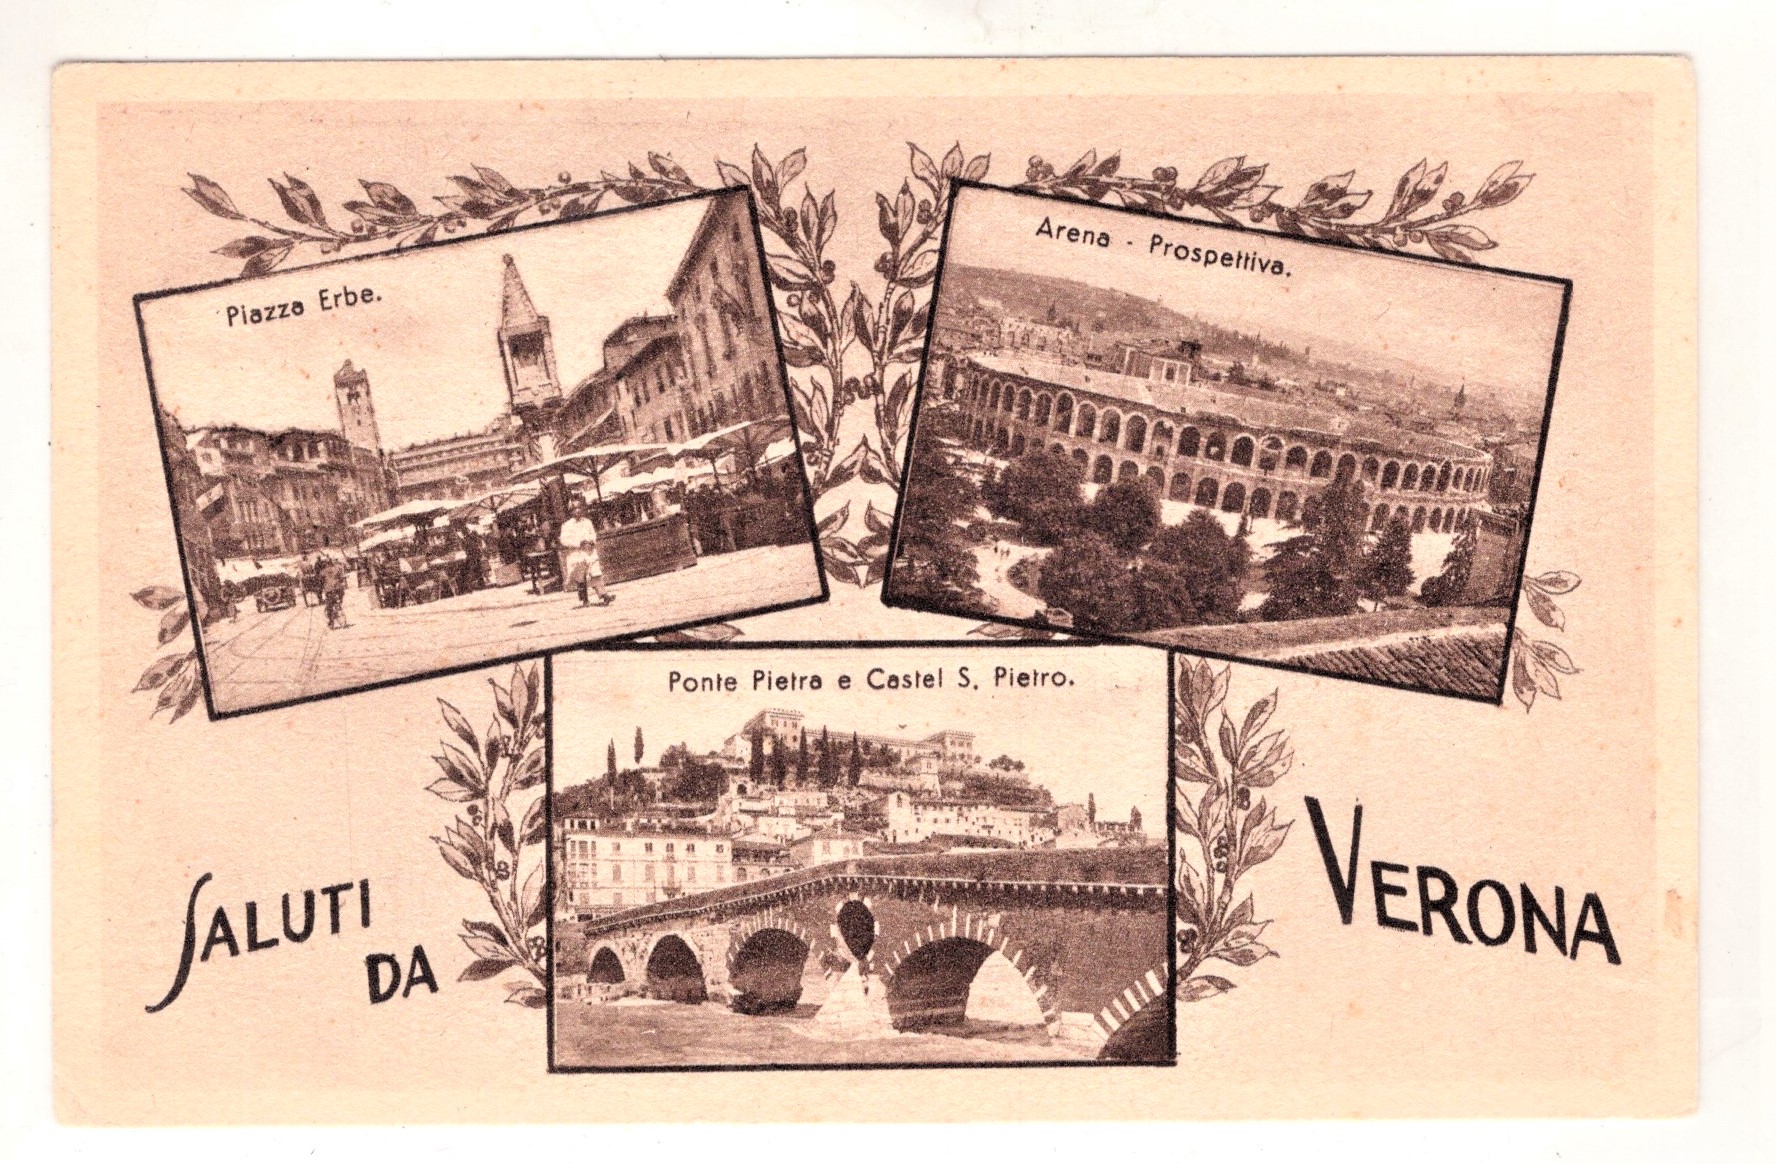 Piazza Erbe.
Arena - Prospettiva.
Ponte Pietra e Castel S. Pietro.
SALUTI
DA
VERONA